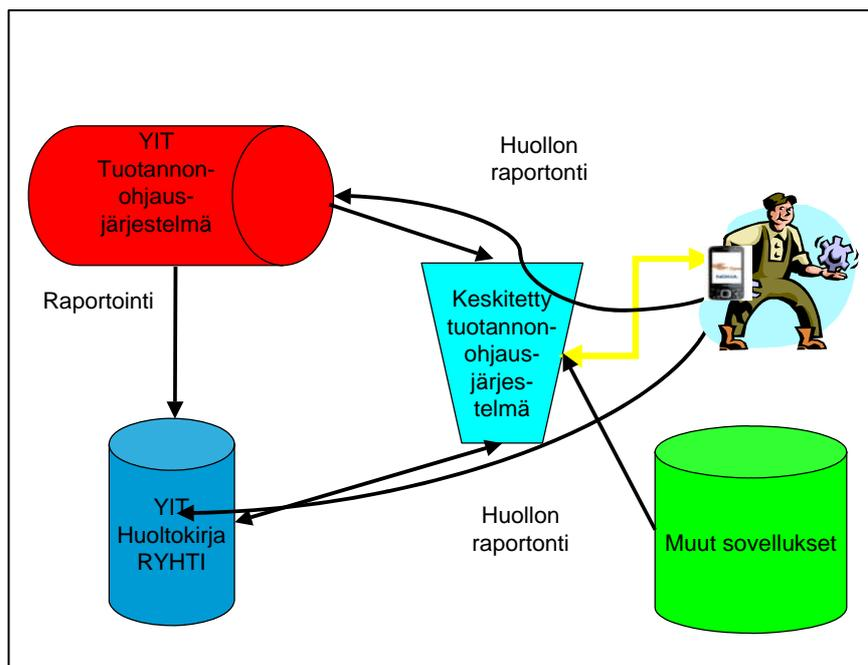 YIT
Tuotannon-
ohjaus-
järjestelmä
Huollon
raportonti
Raportointi
Keskitetty
tuotannon-
ohjaus-
järjes-
telmä
NOKIA
YIT
Huoltokirja
RYHTI
Huollon
raportonti
Muut sovellukset